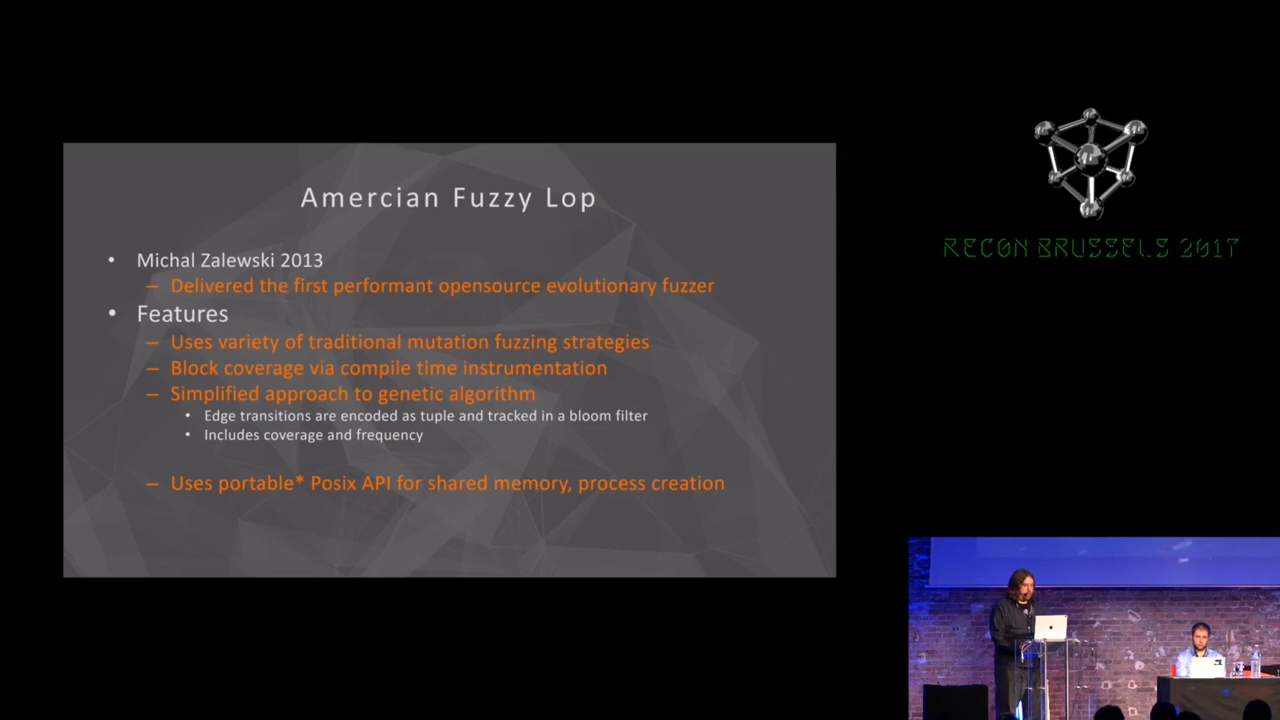 Amercian Fuzzy Lop
• Michal Zalewski 2013
– Delivered the first performant opensource evolutionary fuzzer
• Features
– Uses variety of traditional mutation fuzzing strategies
– Block coverage via compile time instrumentation
– Simplified approach to genetic algorithm
• Edge transitions are encoded as tuple and tracked in a bloom filter
• Includes coverage and frequency
– Uses portable* Posix API for shared memory, process creation
RECON BRUSSELS 2017